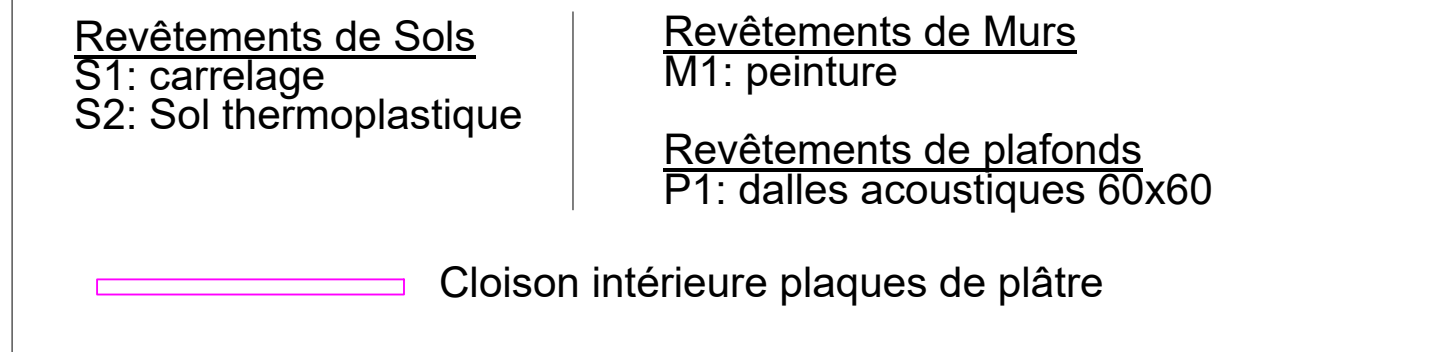 Revêtements de Sols
S1: carrelage
S2: Sol thermoplastique
Revêtements de Murs
M1: peinture
Revêtements de plafonds
P1: dalles acoustiques 60x60
Cloison intérieure plaques de plâtre